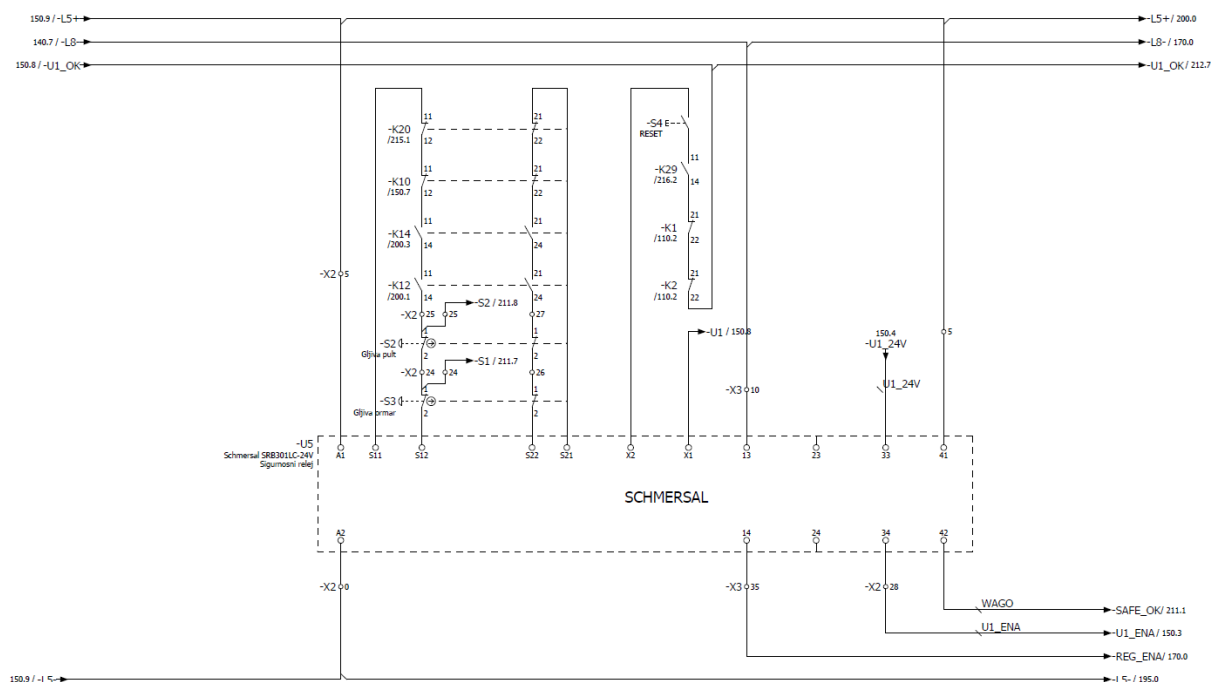 150.9 / -L5+
-L5+ / 200.0
140.7 / -L8-
-L8- / 170.0
150.8 / -U1_OK
-U1_OK / 212.7
-K20
/215.1
11
12
21
22
-K10
/150.7
11
12
21
22
-K14
/200.3
11
14
21
24
-K12
/200.1
11
14
21
24
-S4 E
RESET
-K29
/216.2
11
14
-K1
/110.2
21
22
-K2
/110.2
21
22
-X2 5
-X2 25 25
-S2 / 211.8
27
-S2
Gljiva pult
1
2
1
2
-X2 24 24
-S1 / 211.7
26
-S3
Gljiva ormar
1
2
1
2
-U1 / 150.8
-X3 10
150.4
-U1_24V
U1_24V
5
-U5
Schmersal SRB301LC-24V
Sigurnosni relej
A1 S11 S12 S22 S21 X2 X1 13 23 33 41
SCHMERSAL
A2 14 24 34 42
-X2 0
-X3 35
-X2 28
WAGO
-SAFE_OK/ 211.1
U1_ENA
-U1_ENA / 150.3
-REG_ENA/ 170.0
150.9 / -L5-
-L5- / 195.0